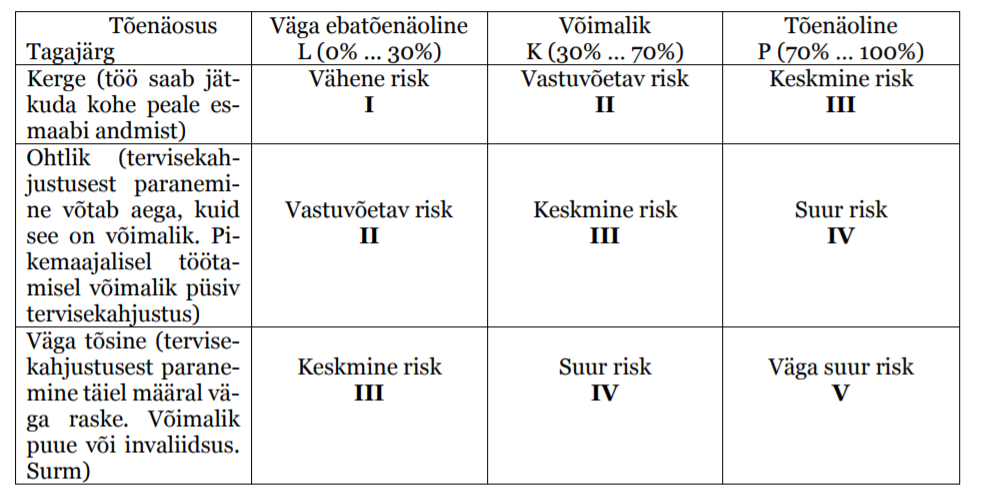 Tõenäosus
Tagajärg
Väga ebatõenäoline
L (0% ... 30%)
Võimalik
K (30% ... 70%)
Tõenäoline
P (70% ... 100%)
Kerge (töö saab jät-
kuda kohe peale es-
maabi andmist)
Vähene risk
I
Vastuvõetav risk
II
Keskmine risk
III
Ohtlik (tervisekah-
justusest paranemi-
ne võtab aega, kuid
see on võimalik. Pi-
kemaajalisel tööta-
misel võimalik püsiv
tervisekahjustus)
Vastuvõetav risk
II
Keskmine risk
III
Suur risk
IV
Väga tõsine (tervise-
kahjustusest parane-
mine täiel määral vä-
ga raske. Võimalik
puue või invaliidsus.
Surm)
Keskmine risk
III
Suur risk
IV
Väga suur risk
V